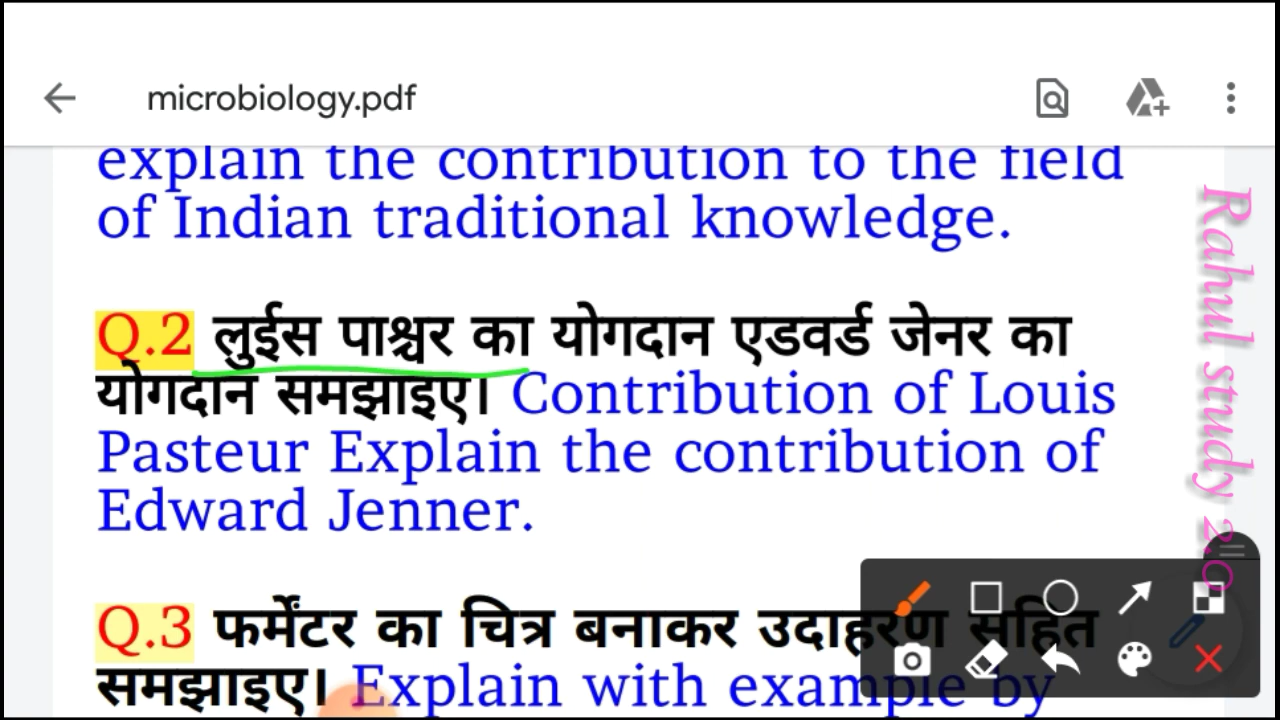 microbiology.pdf
explain the contribution to the field
of Indian traditional knowledge.
Q.2 लुईस पाश्चर का योगदान एडवर्ड जेनर का
योगदान समझाइए। Contribution of Louis
Pasteur Explain the contribution of
Edward Jenner.
Q.3 फर्मेंटर का चित्र बनाकर उदाहरण सहित
समझाइए। Explain with example by
Rahul study 2.0